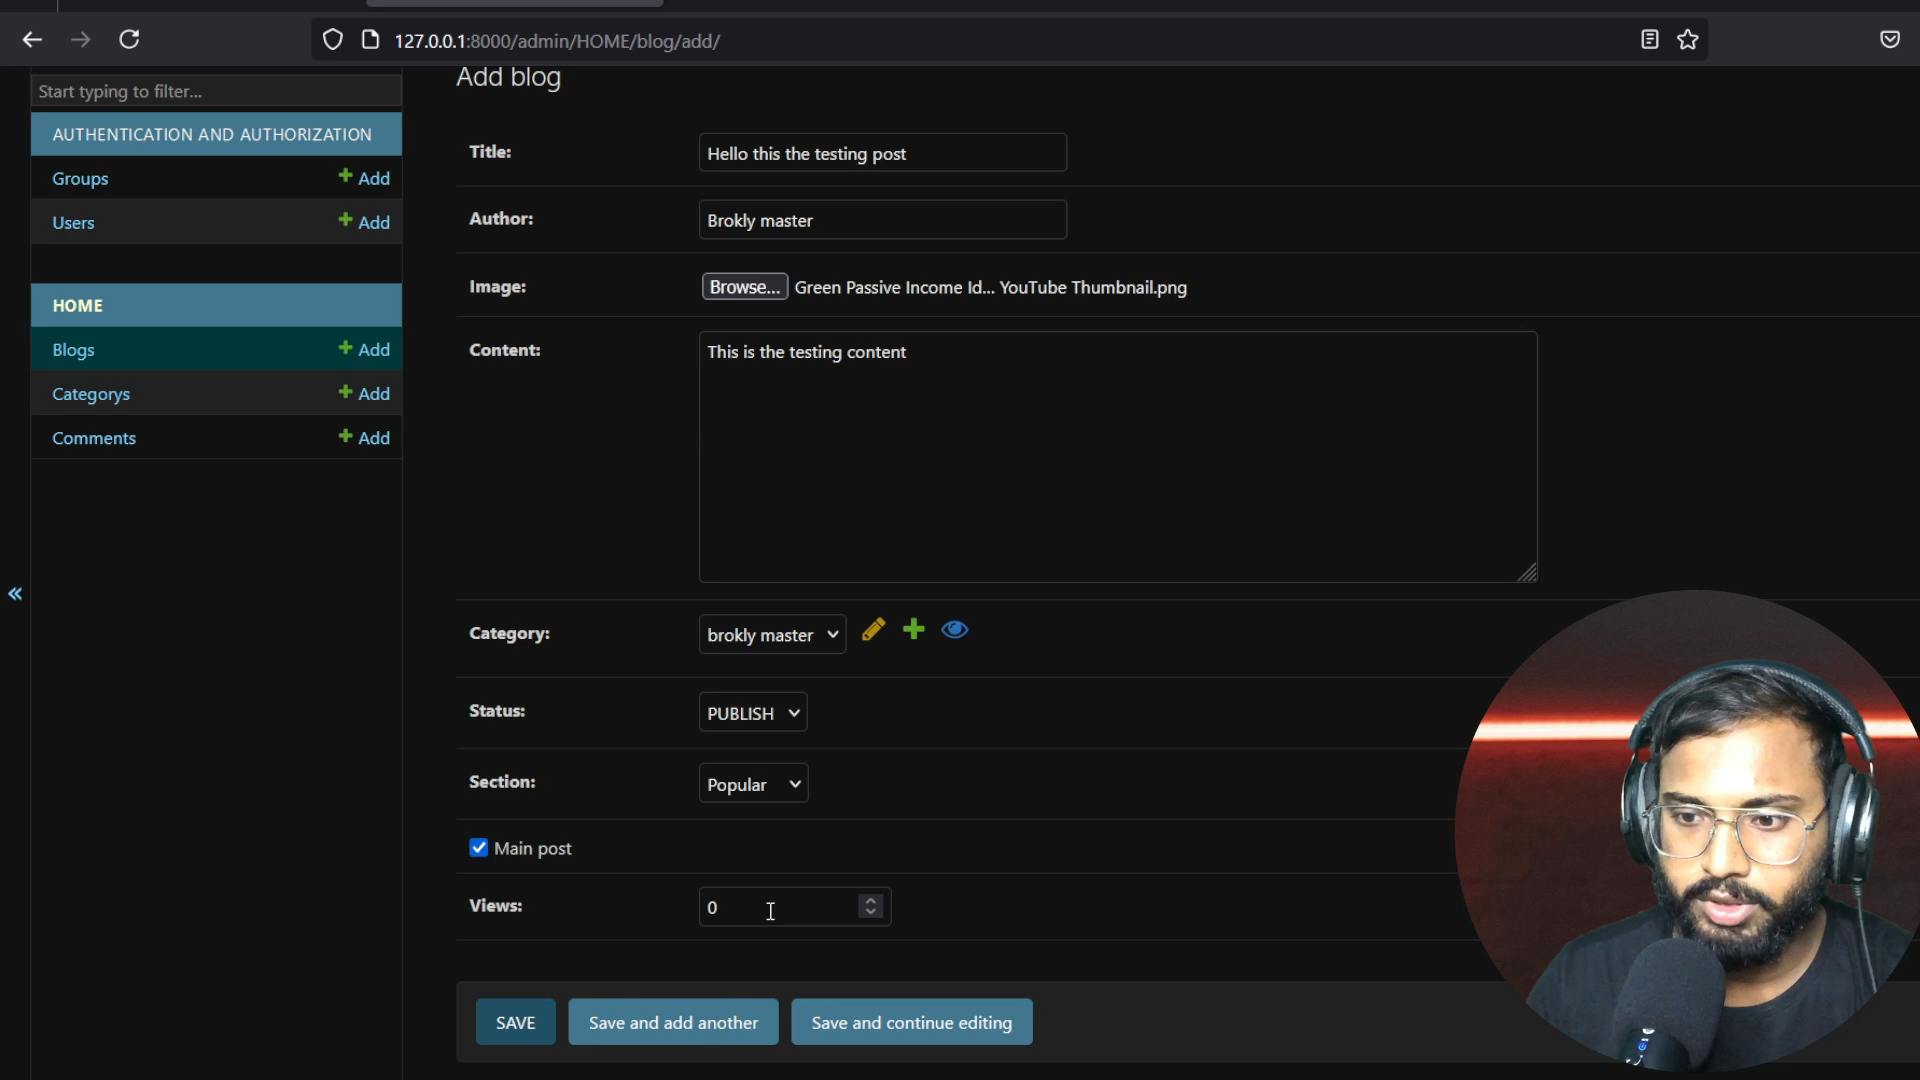 127.0.0.1:8000/admin/HOME/blog/add/
Start typing to filter...
AUTHENTICATION AND AUTHORIZATION
Groups + Add
Users + Add
HOME
Blogs + Add
Categorys + Add
Comments + Add
«
Add blog
Title: Hello this the testing post
Author: Brokly master
Image: Browse... Green Passive Income Id... YouTube Thumbnail.png
Content: This is the testing content
Category: brokly master
Status: PUBLISH
Section: Popular
Main post
Views: 0
SAVE Save and add another Save and continue editing